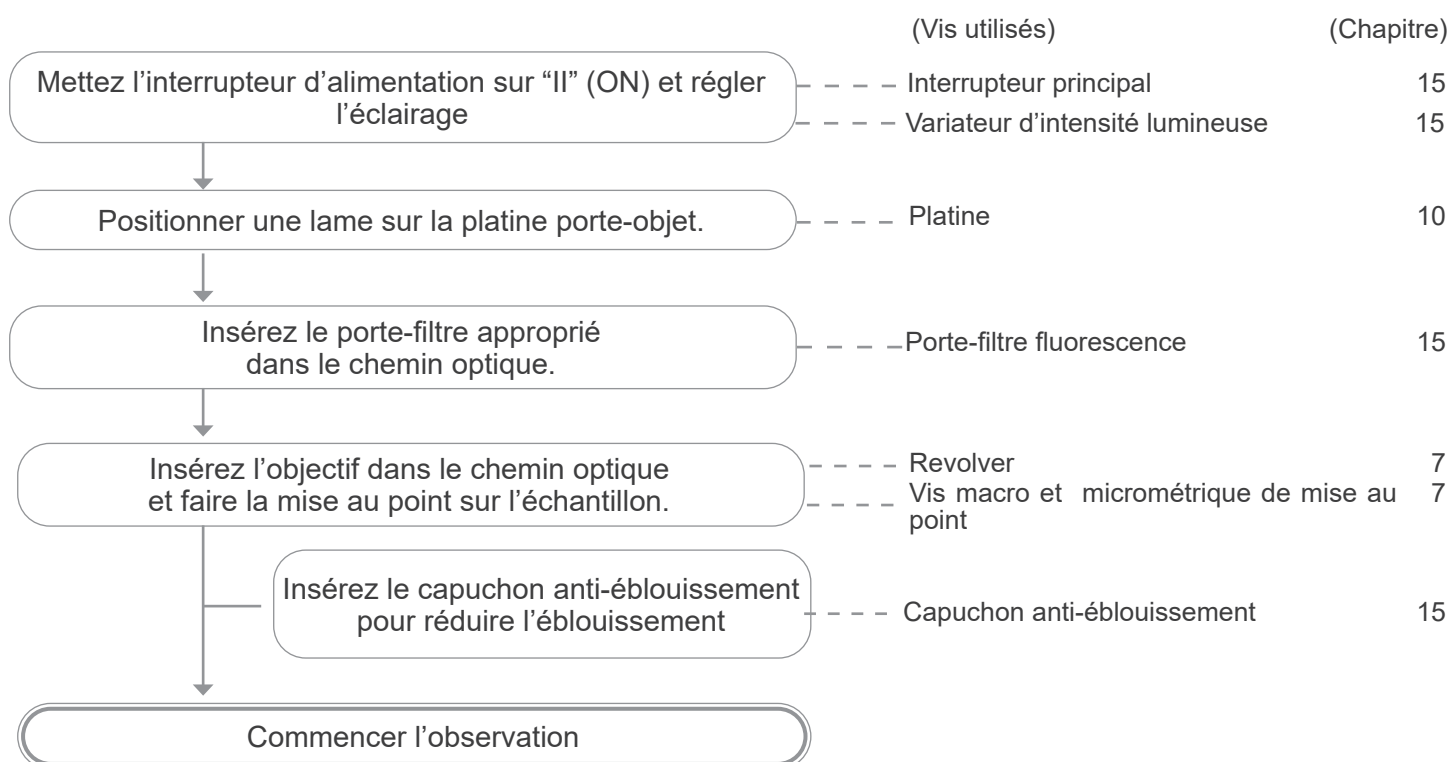 (Vis utilisés) (Chapitre)
Mettez l’interrupteur d’alimentation sur “II” (ON) et régler
l’éclairage
Interrupteur principal 15
Variateur d’intensité lumineuse 15
Positionner une lame sur la platine porte-objet.
Platine 10
Insérez le porte-filtre approprié
dans le chemin optique.
Porte-filtre fluorescence 15
Insérez l’objectif dans le chemin optique
et faire la mise au point sur l’échantillon.
Revolver 7
Vis macro et micrométrique de mise au 7
point
Insérez le capuchon anti-éblouissement
pour réduire l’éblouissement
Capuchon anti-éblouissement 15
Commencer l’observation